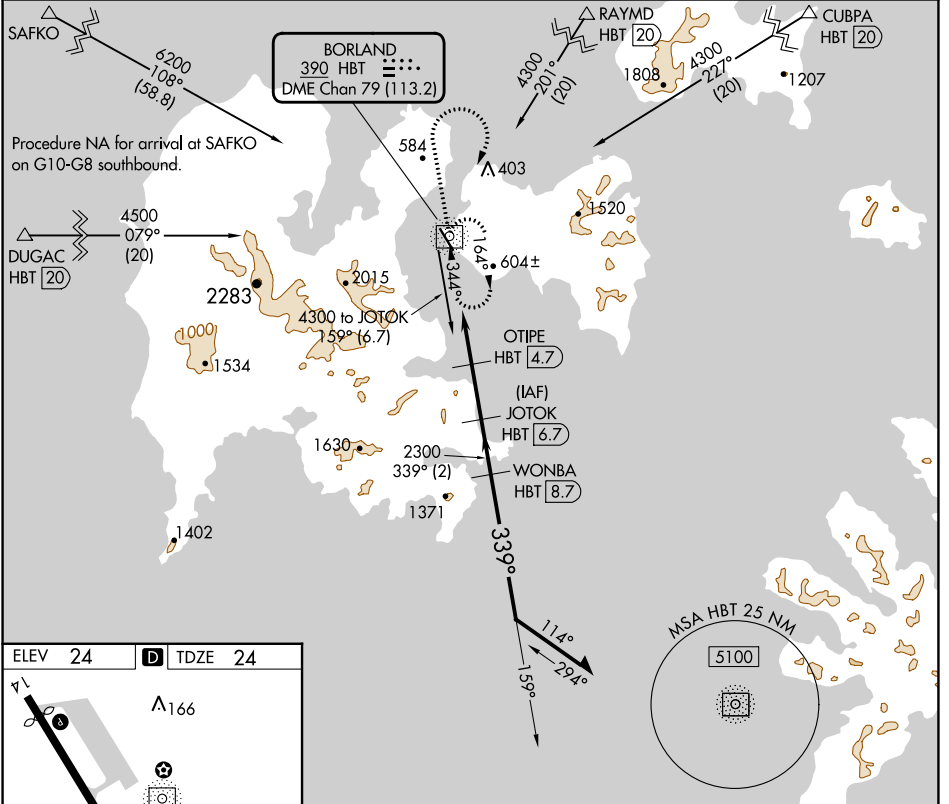 SAFKO
6200
108°
(58.8)
BORLAND
390 HBT
DME Chan 79 (113.2)
RAYMD
HBT 20
4300
201°
(20)
CUBPA
HBT 20
4300
227°
(20)
1808
1207
Procedure NA for arrival at SAFKO
on G10-G8 southbound.
584
403
1520
DUGAC
HBT 20
4500
079°
(20)
164°
344°
604±
2283
2015
4300 to JOTOK
159° (6.7)
1000
1534
OTIPE
HBT 4.7
(IAF)
JOTOK
HBT 6.7
1630
2300
339° (2)
WONBA
HBT 8.7
1371
1402
339°
114°
294°
159°
MSA HBT 25 NM
5100
ELEV 24
D
TDZE 24
14
P
166